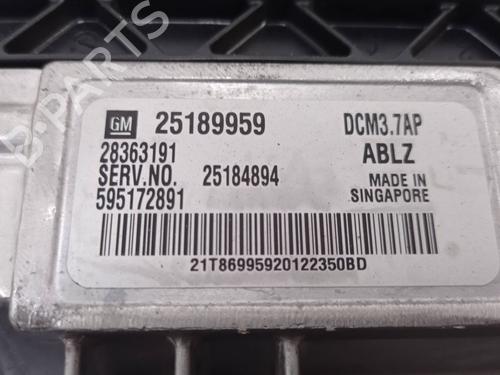 GM 25189959 DCM3.7AP
28363191 ABLZ
SERV.NO. 25184894 MADE IN
595172891 SINGAPORE
21T86995920122350BD
B-PARTS